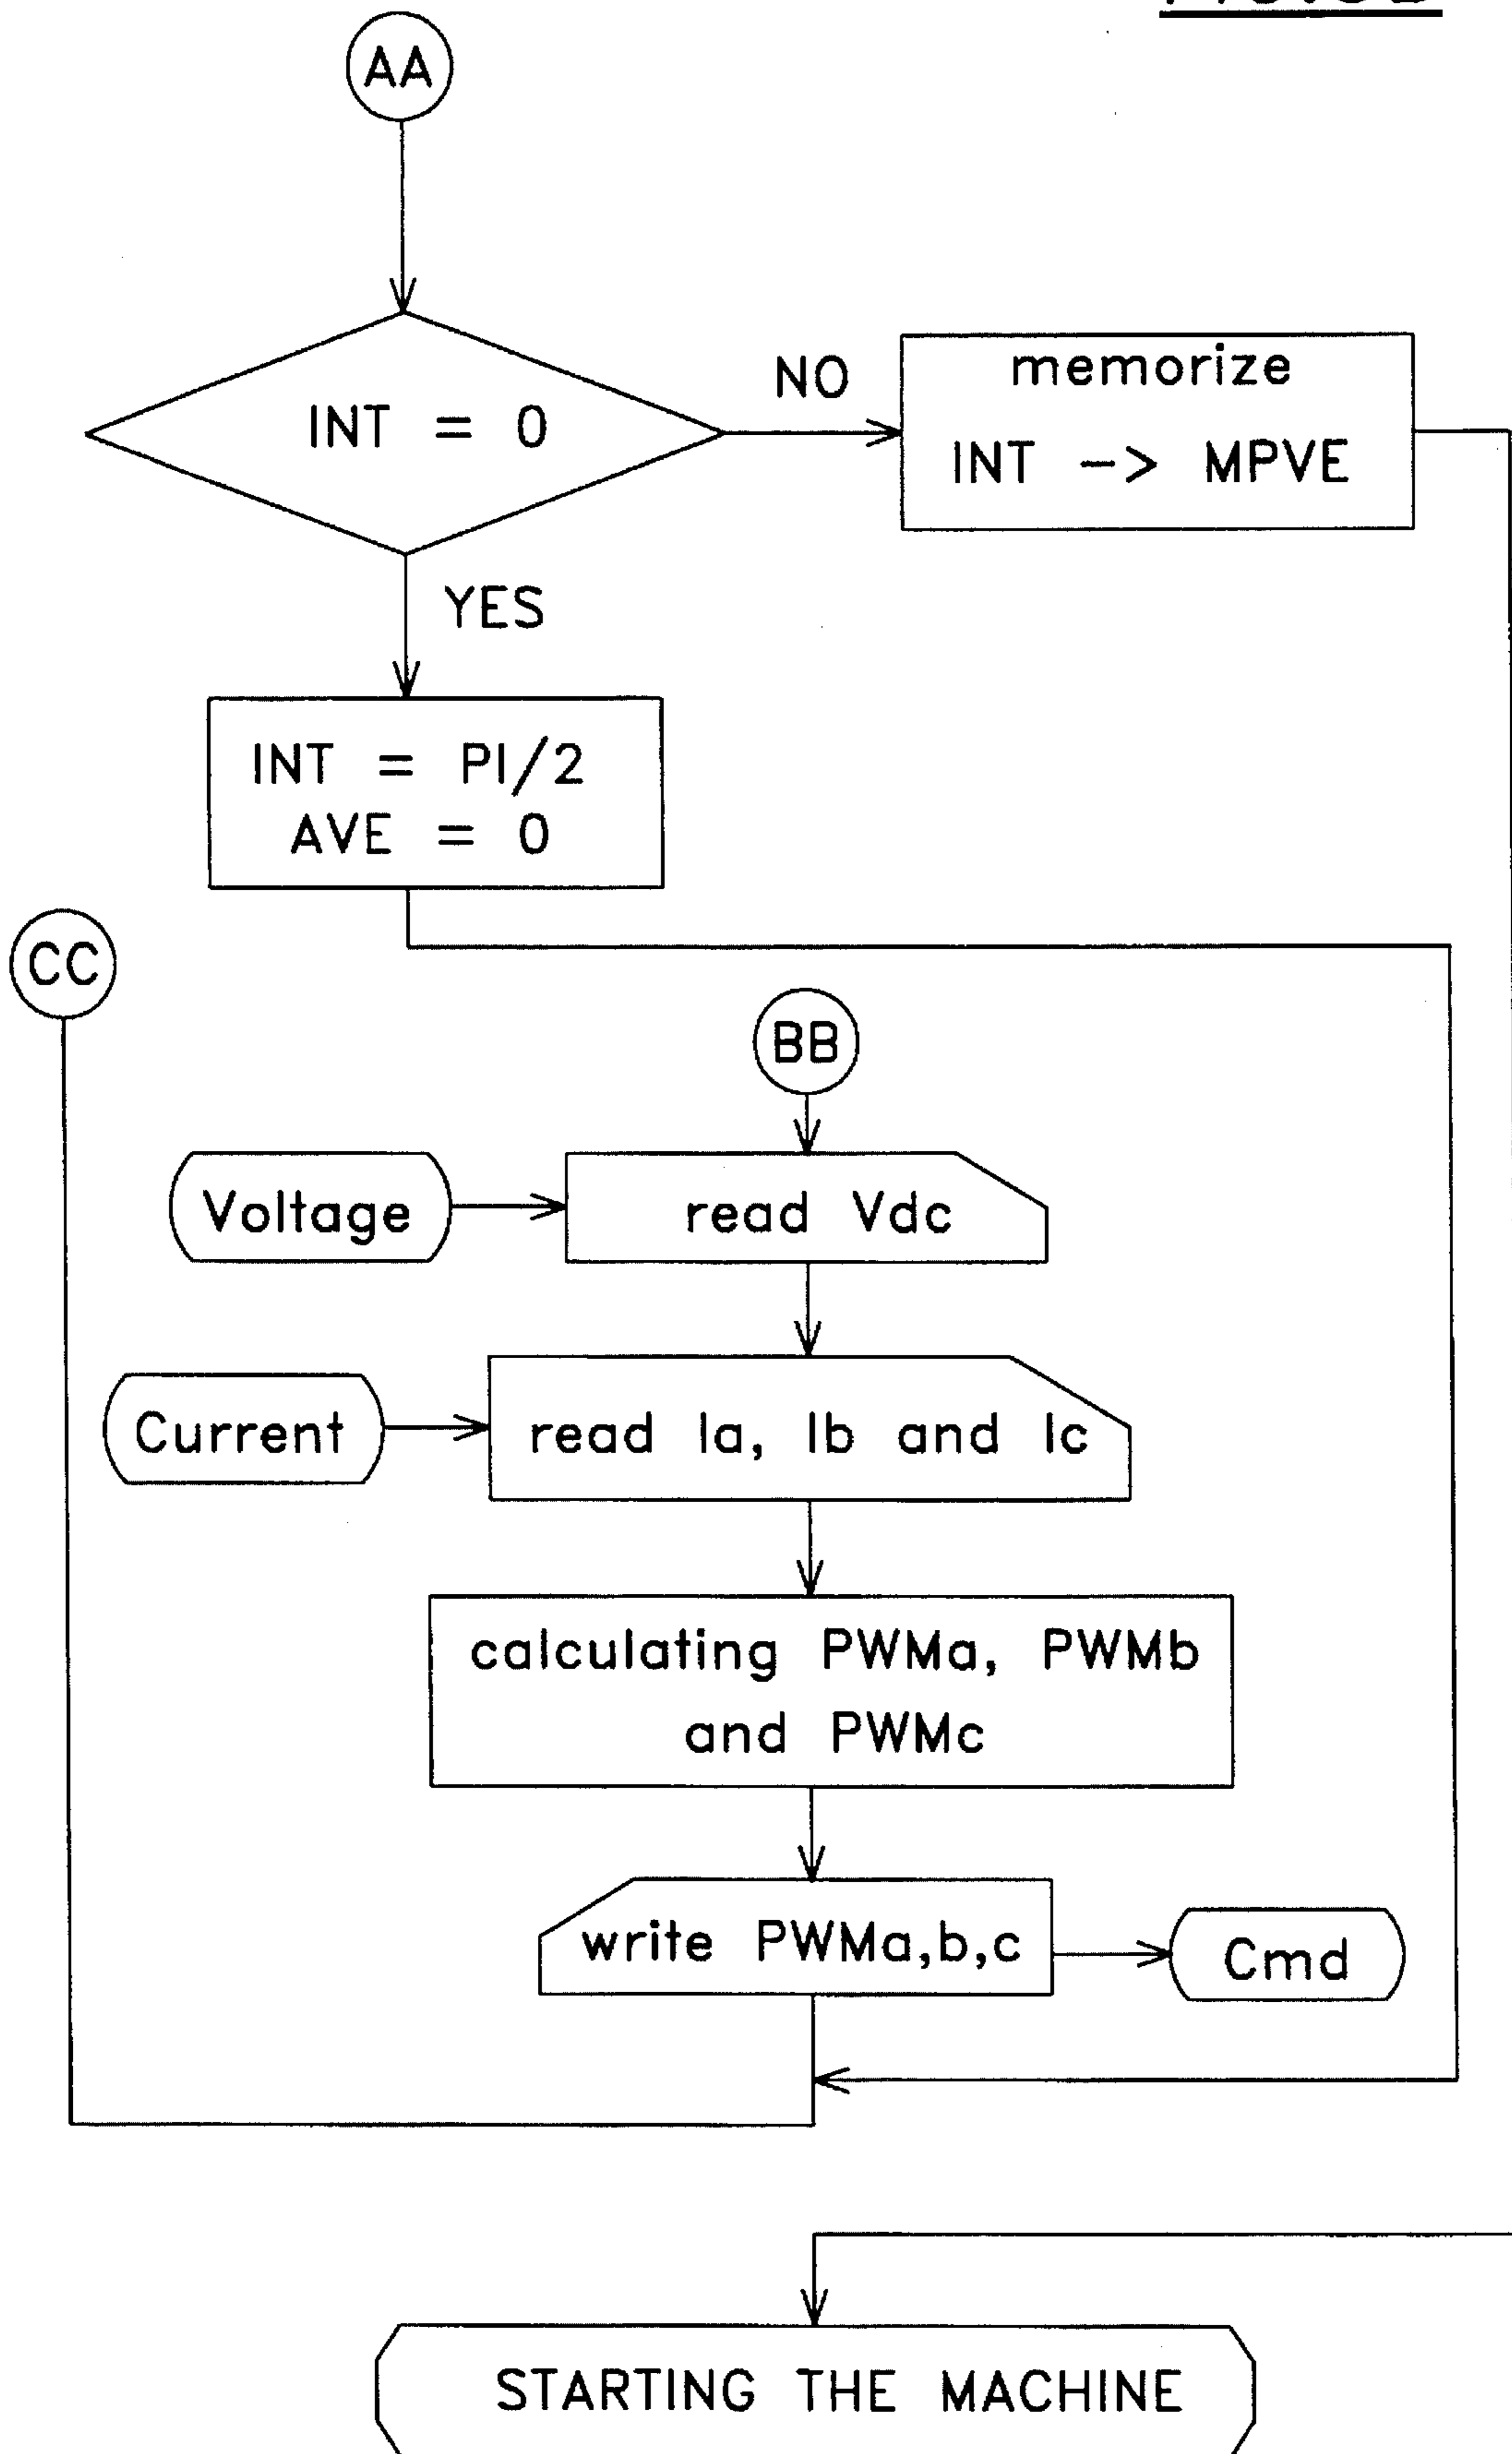 AA
INT = 0
NO
memorize
INT -> MPVE
YES
INT = PI/2
AVE = 0
CC
BB
Voltage
read Vdc
Current
read Ia, Ib and Ic
calculating PWMa, PWMb
and PWMc
write PWMa,b,c
Cmd
STARTING THE MACHINE